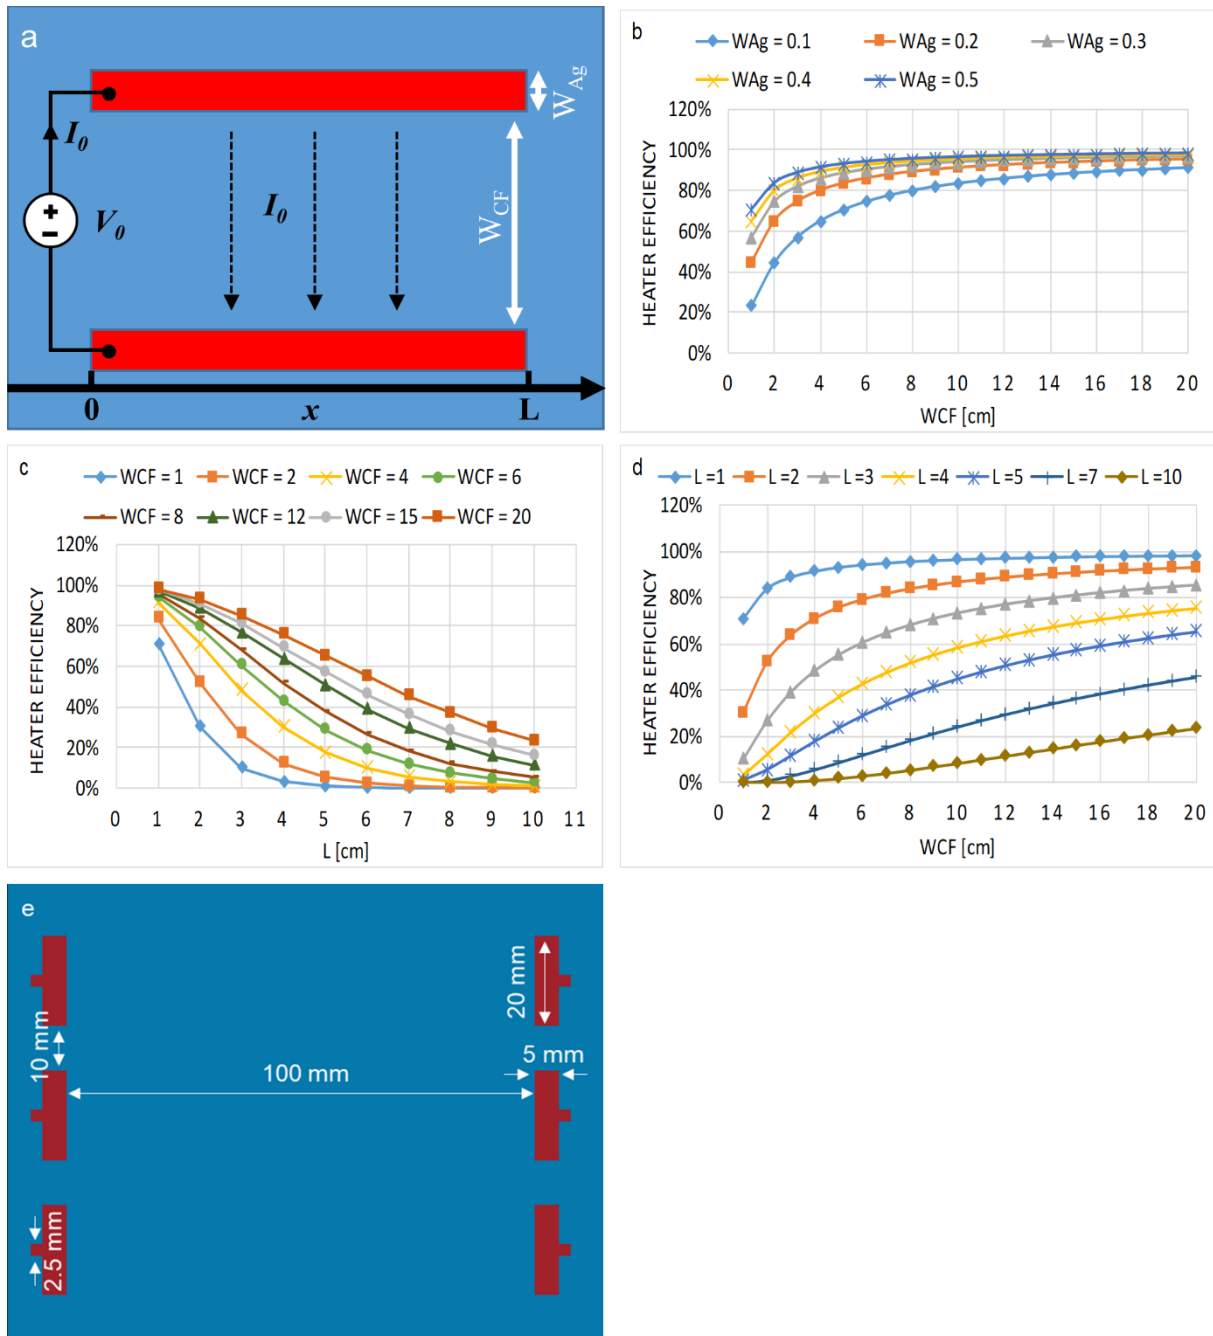 a
W_Ag
I_0
I_0
V_0
W_CF
0 x L
b
WAg = 0.1 WAg = 0.2 WAg = 0.3
WAg = 0.4 WAg = 0.5
120%
100%
80%
60%
40%
20%
0%
HEATER EFFICIENCY
0 2 4 6 8 10 12 14 16 18 20
WCF [cm]
c
WCF = 1 WCF = 2 WCF = 4 WCF = 6
WCF = 8 WCF = 12 WCF = 15 WCF = 20
120%
100%
80%
60%
40%
20%
0%
HEATER EFFICIENCY
0 1 2 3 4 5 6 7 8 9 10 11
L [cm]
d
L =1 L =2 L =3 L =4 L =5 L =7 L =10
120%
100%
80%
60%
40%
20%
0%
HEATER EFFICIENCY
0 2 4 6 8 10 12 14 16 18 20
WCF [cm]
e
20 mm
10 mm
5 mm
100 mm
2.5 mm